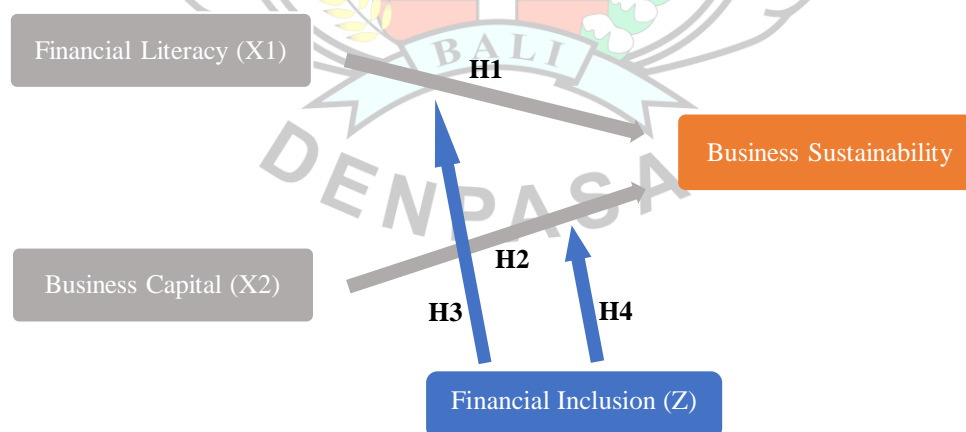 BALI
Financial Literacy (X1)
H1
DENPASA
Business Sustainability
H2
Business Capital (X2)
H3
H4
Financial Inclusion (Z)